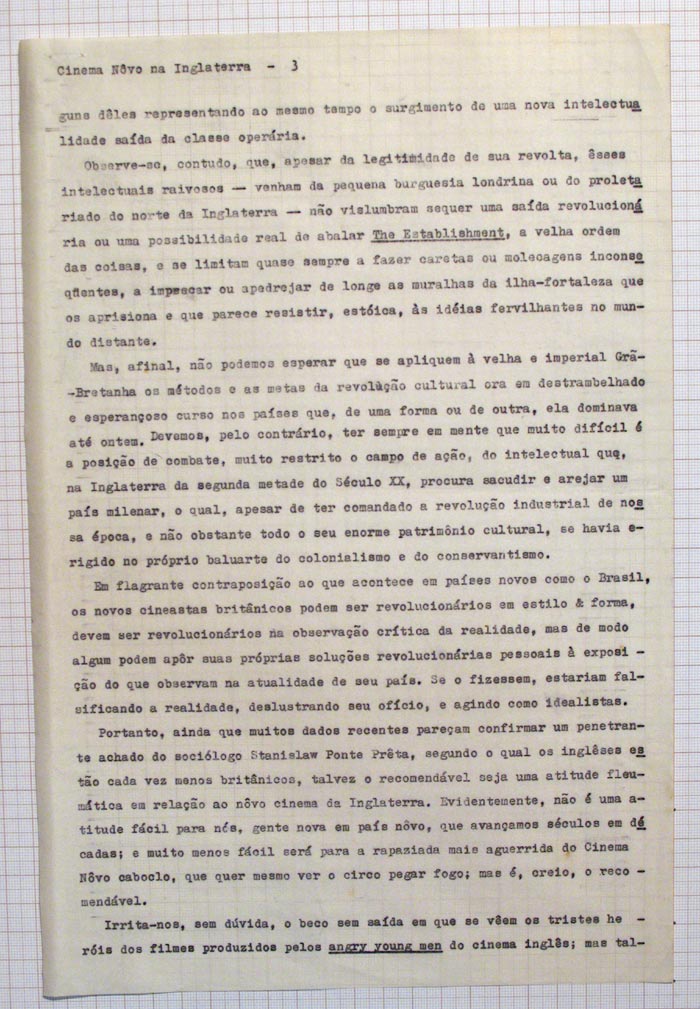 Cinema Nôvo na Inglaterra - 3
guns dêles representando ao mesmo tempo o surgimento de uma nova intelectua
lidade saída da classe operária.
Observe-se, contudo, que, apesar da legitimidade de sua revolta, êsses
intelectuais raivosos — venham da pequena burguesia londrina ou do proleta
riado do norte da Inglaterra — não vislumbram sequer uma saída revolucioná
ria ou uma possibilidade real de abalar The Establishment, a velha ordem
das coisas, e se limitam quase sempre a fazer caretas ou molecagens inconse
qüentes, a imprecar ou apedrejar de longe as muralhas da ilha-fortaleza que
os aprisiona e que parece resistir, estóica, às idéias fervilhantes no mun-
do distante.
Mas, afinal, não podemos esperar que se apliquem à velha e imperial Grã-
-Bretanha os métodos e as metas da revolução cultural ora em destrambelhado
e esperançoso curso nos países que, de uma forma ou de outra, ela dominava
até ontem. Devemos, pelo contrário, ter sempre em mente que muito difícil é
a posição de combate, muito restrito o campo de ação, do intelectual que,
na Inglaterra da segunda metade do Século XX, procura sacudir e arejar um
país milenar, o qual, apesar de ter comandado a revolução industrial de nos
sa época, e não obstante todo o seu enorme patrimônio cultural, se havia e-
rigido no próprio baluarte do colonialismo e do conservantismo.
Em flagrante contraposição ao que acontece em países novos como o Brasil,
os novos cineastas britânicos podem ser revolucionários em estilo & forma,
devem ser revolucionários na observação crítica da realidade, mas de modo
algum podem apôr suas próprias soluções revolucionárias pessoais à exposi -
ção do que observam na atualidade de seu país. Se o fizessem, estariam fal-
sificando a realidade, deslustrando seu ofício, e agindo como idealistas.
Portanto, ainda que muitos dados recentes pareçam confirmar um penetran-
te achado do sociólogo Stanislaw Ponte Prêta, segundo o qual os inglêses es
tão cada vez menos britânicos, talvez o recomendável seja uma atitude fleu-
mática em relação ao nôvo cinema da Inglaterra. Evidentemente, não é uma a-
titude fácil para nós, gente nova em país nôvo, que avançamos séculos em dé
cadas; e muito menos fácil será para a rapaziada mais aguerrida do Cinema
Nôvo caboclo, que quer mesmo ver o circo pegar fogo; mas é, creio, o reco -
mendável.
Irrita-nos, sem dúvida, o beco sem saída em que se vêem os tristes he -
róis dos filmes produzidos pelos angry young men do cinema inglês; mas tal-